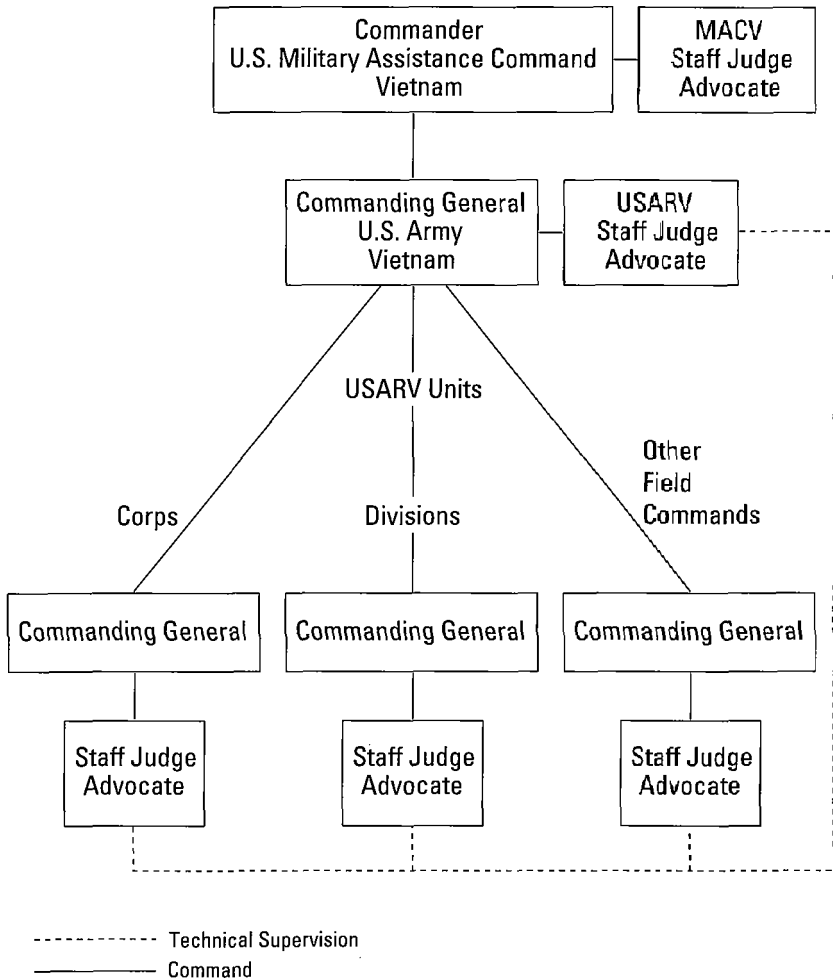 Commander
U.S. Military Assistance Command
Vietnam
MACV
Staff Judge
Advocate
Commanding General
U.S. Army
Vietnam
USARV
Staff Judge
Advocate
USARV Units
Corps
Divisions
Other
Field
Commands
Commanding General
Commanding General
Commanding General
Staff Judge
Advocate
Staff Judge
Advocate
Staff Judge
Advocate
Technical Supervision
Command